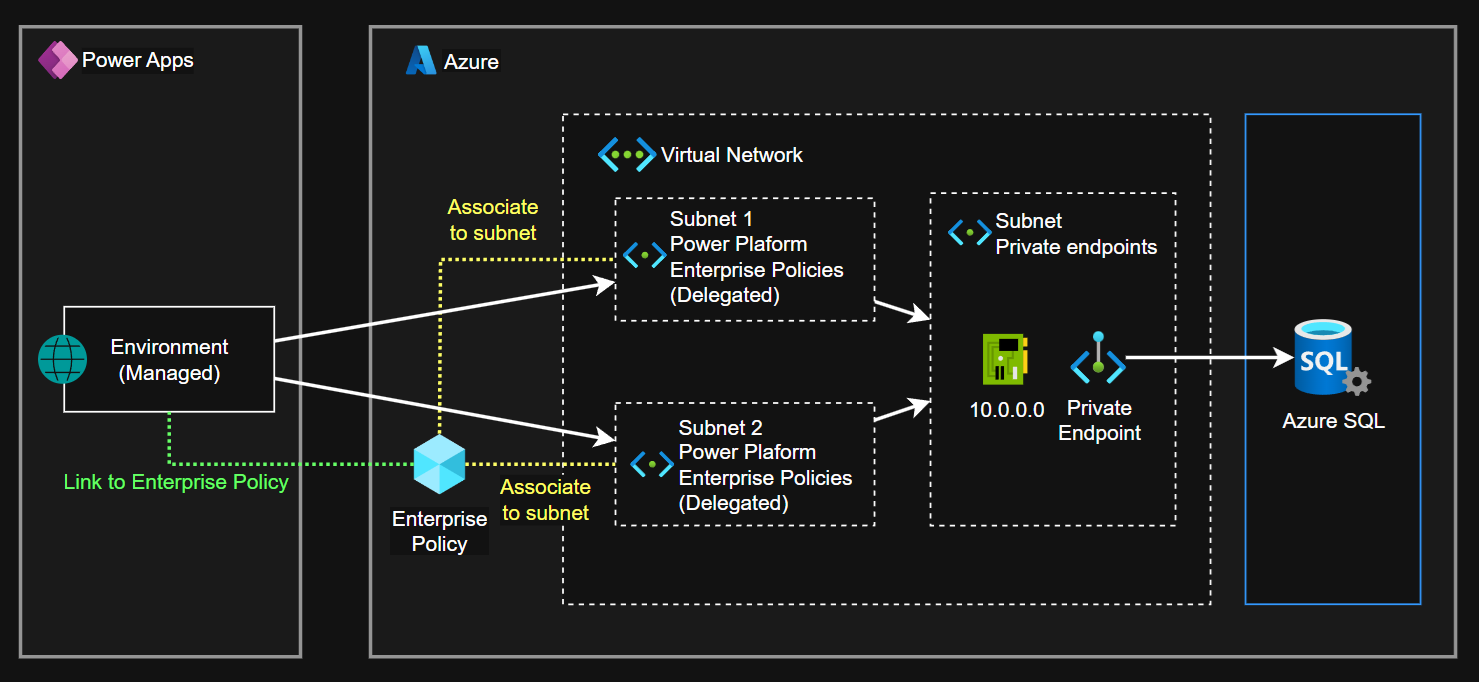 Power Apps
Azure
Virtual Network
Associate
to subnet
Subnet 1
Power Plaform
Enterprise Policies
(Delegated)
Subnet
Private endpoints
Environment
(Managed)
SQL
10.0.0.0
Private
Endpoint
Azure SQL
Subnet 2
Power Plaform
Enterprise Policies
(Delegated)
Link to Enterprise Policy
Associate
to subnet
Enterprise
Policy